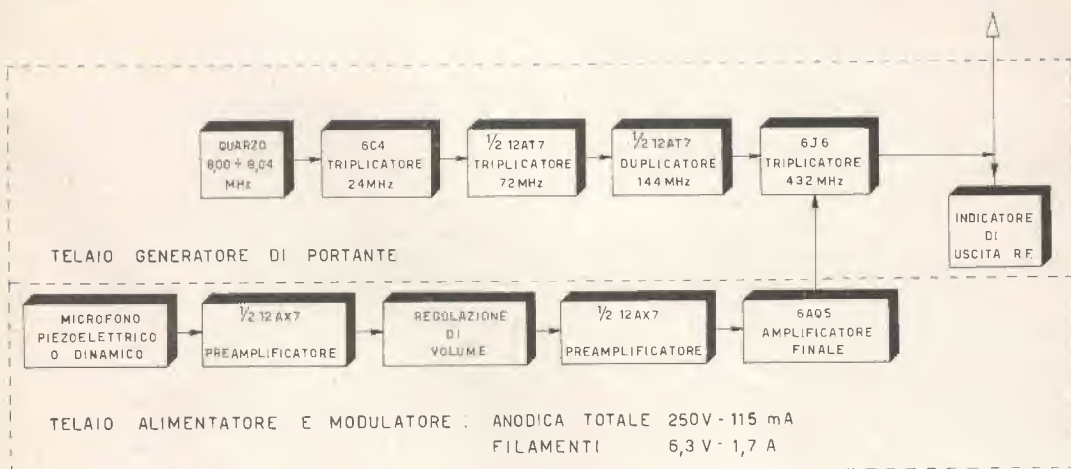 QUARZO
8,00 ÷ 8,04
MHz
6C4
TRIPLICATORE
24MHz
½ 12AT7
TRIPLICATORE
72 MHz
½ 12AT7
DUPLICATORE
144 MHz
6J6
TRIPLICATORE
432 MHz
INDICATORE
DI
USCITA R.F.
TELAIO GENERATORE DI PORTANTE
MICROFONO
PIEZOELETTRICO
O DINAMICO
½ 12AX7
PREAMPLIFICATORE
REGOLAZIONE
DI
VOLUME
½ 12AX7
PREAMPLIFICATORE
6AQ5
AMPLIFICATORE
FINALE
TELAIO ALIMENTATORE E MODULATORE : ANODICA TOTALE 250V - 115 mA
FILAMENTI 6,3 V - 1,7 A